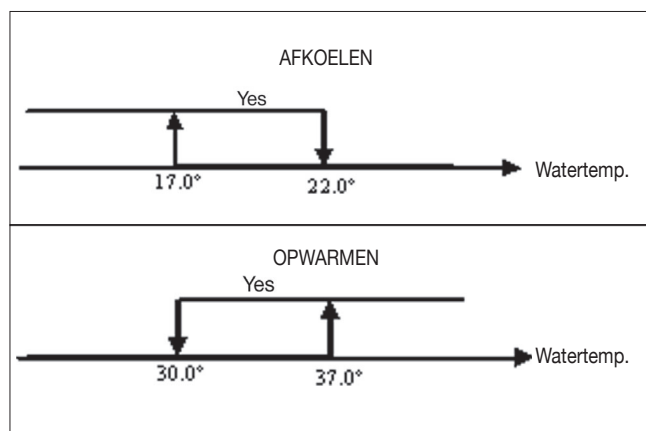 AFKOELEN
Yes
Watertemp.
17.0° 22.0°
OPWARMEN
Yes
Watertemp.
30.0° 37.0°